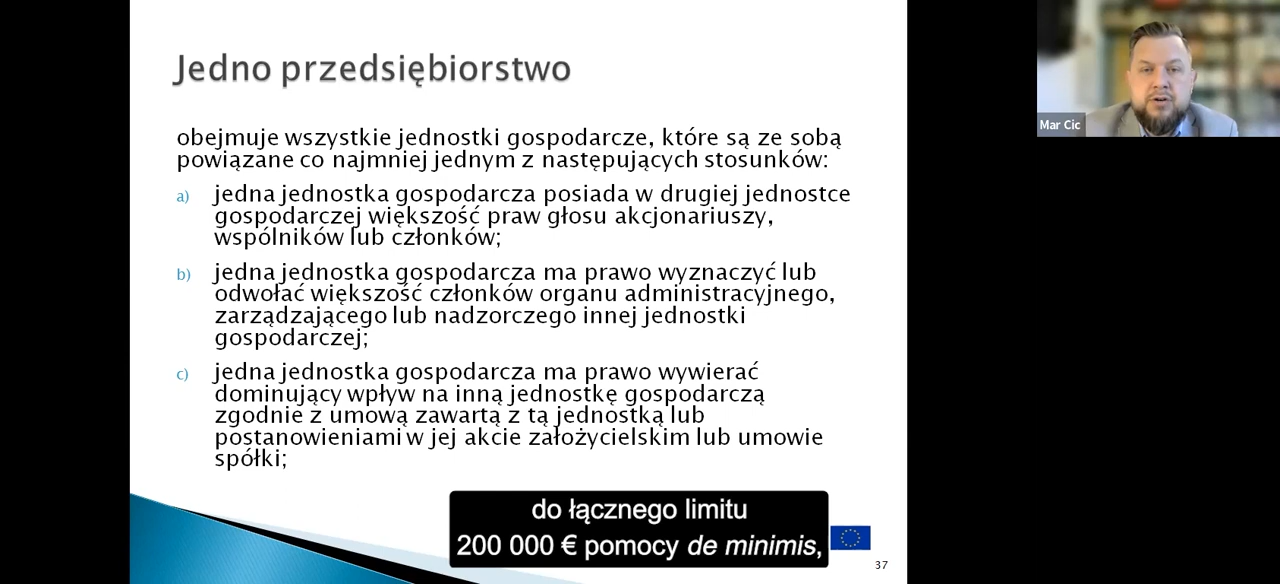 Jedno przedsiębiorstwo
obejmuje wszystkie jednostki gospodarcze, które są ze sobą
powiązane co najmniej jednym z następujących stosunków:
a) jedna jednostka gospodarcza posiada w drugiej jednostce
gospodarczej większość praw głosu akcjonariuszy,
wspólników lub członków;
b) jedna jednostka gospodarcza ma prawo wyznaczyć lub
odwołać większość członków organu administracyjnego,
zarządzającego lub nadzorczego innej jednostki
gospodarczej;
c) jedna jednostka gospodarcza ma prawo wywierać
dominujący wpływ na inną jednostkę gospodarczą
zgodnie z umową zawartą z tą jednostką lub
postanowieniami w jej akcie założycielskim lub umowie
spółki;
do łącznego limitu
200 000 € pomocy de minimis,
37
Mar Cic